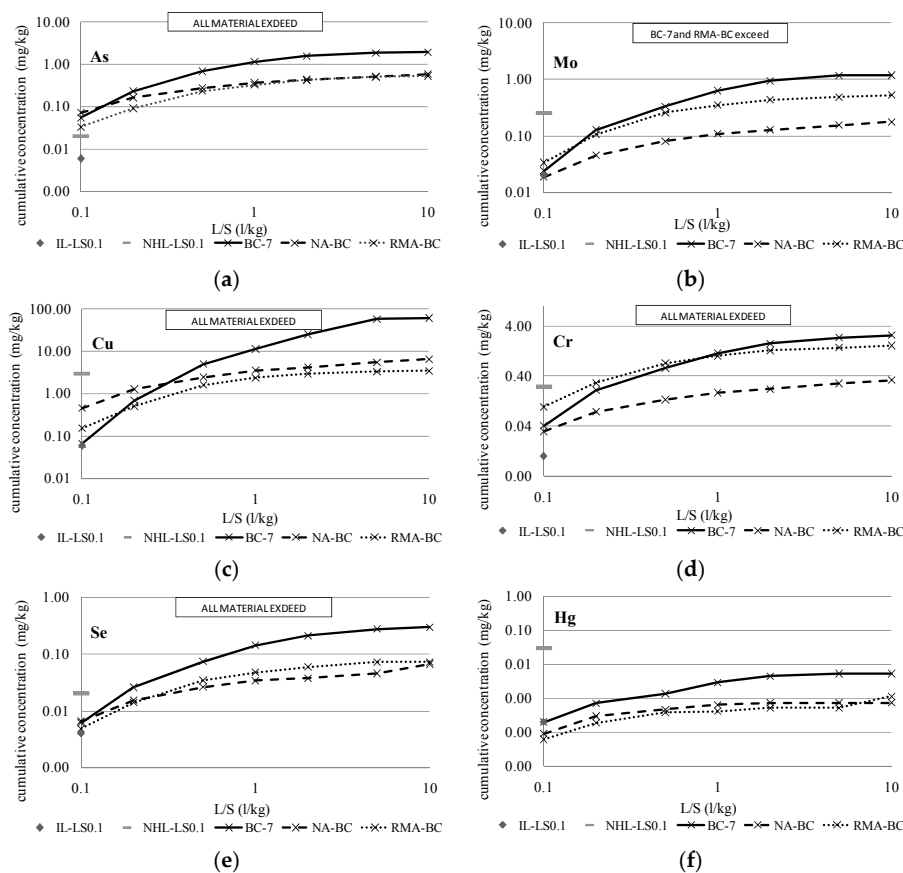 ALL MATERIAL EXDEED
As
cumulative concentration (mg/kg)
10.00
1.00
0.10
0.01
0.00
0.1
1
10
L/S (l/kg)
IL-LS0.1 NHL-LS0.1 BC-7 NA-BC RMA-BC
(a)
BC-7and RMA-BC exceed
Mo
cumulative concentration (mg/kg)
10.00
1.00
0.10
0.01
0.1
1
10
L/S (l/kg)
IL-LS0.1 NHL-LS0.1 BC-7 NA-BC RMA-BC
(b)
ALL MATERIAL EXDEED
Cu
cumulative concentration (mg/kg)
100.00
10.00
1.00
0.10
0.01
0.1
1
10
L/S (l/kg)
IL-LS0.1 NHL-LS0.1 BC-7 NA-BC RMA-BC
(c)
ALL MATERIAL EXDEED
Cr
cumulative concentration (mg/kg)
4.00
0.40
0.04
0.00
0.1
1
10
L/S (l/kg)
IL-LS0.1 NHL-LS0.1 BC-7 NA-BC RMA-BC
(d)
ALL MATERIAL EXDEED
Se
cumulative concentration (mg/kg)
1.00
0.10
0.01
0.00
0.1
1
10
L/S (l/kg)
IL-LS0.1 NHL-LS0.1 BC-7 NA-BC RMA-BC
(e)
Hg
cumulative concentration (mg/kg)
1.00
0.10
0.01
0.00
0.00
0.00
0.1
1
10
L/S (l/kg)
IL-LS0.1 NHL-LS0.1 BC-7 NA-BC RMA-BC
(f)